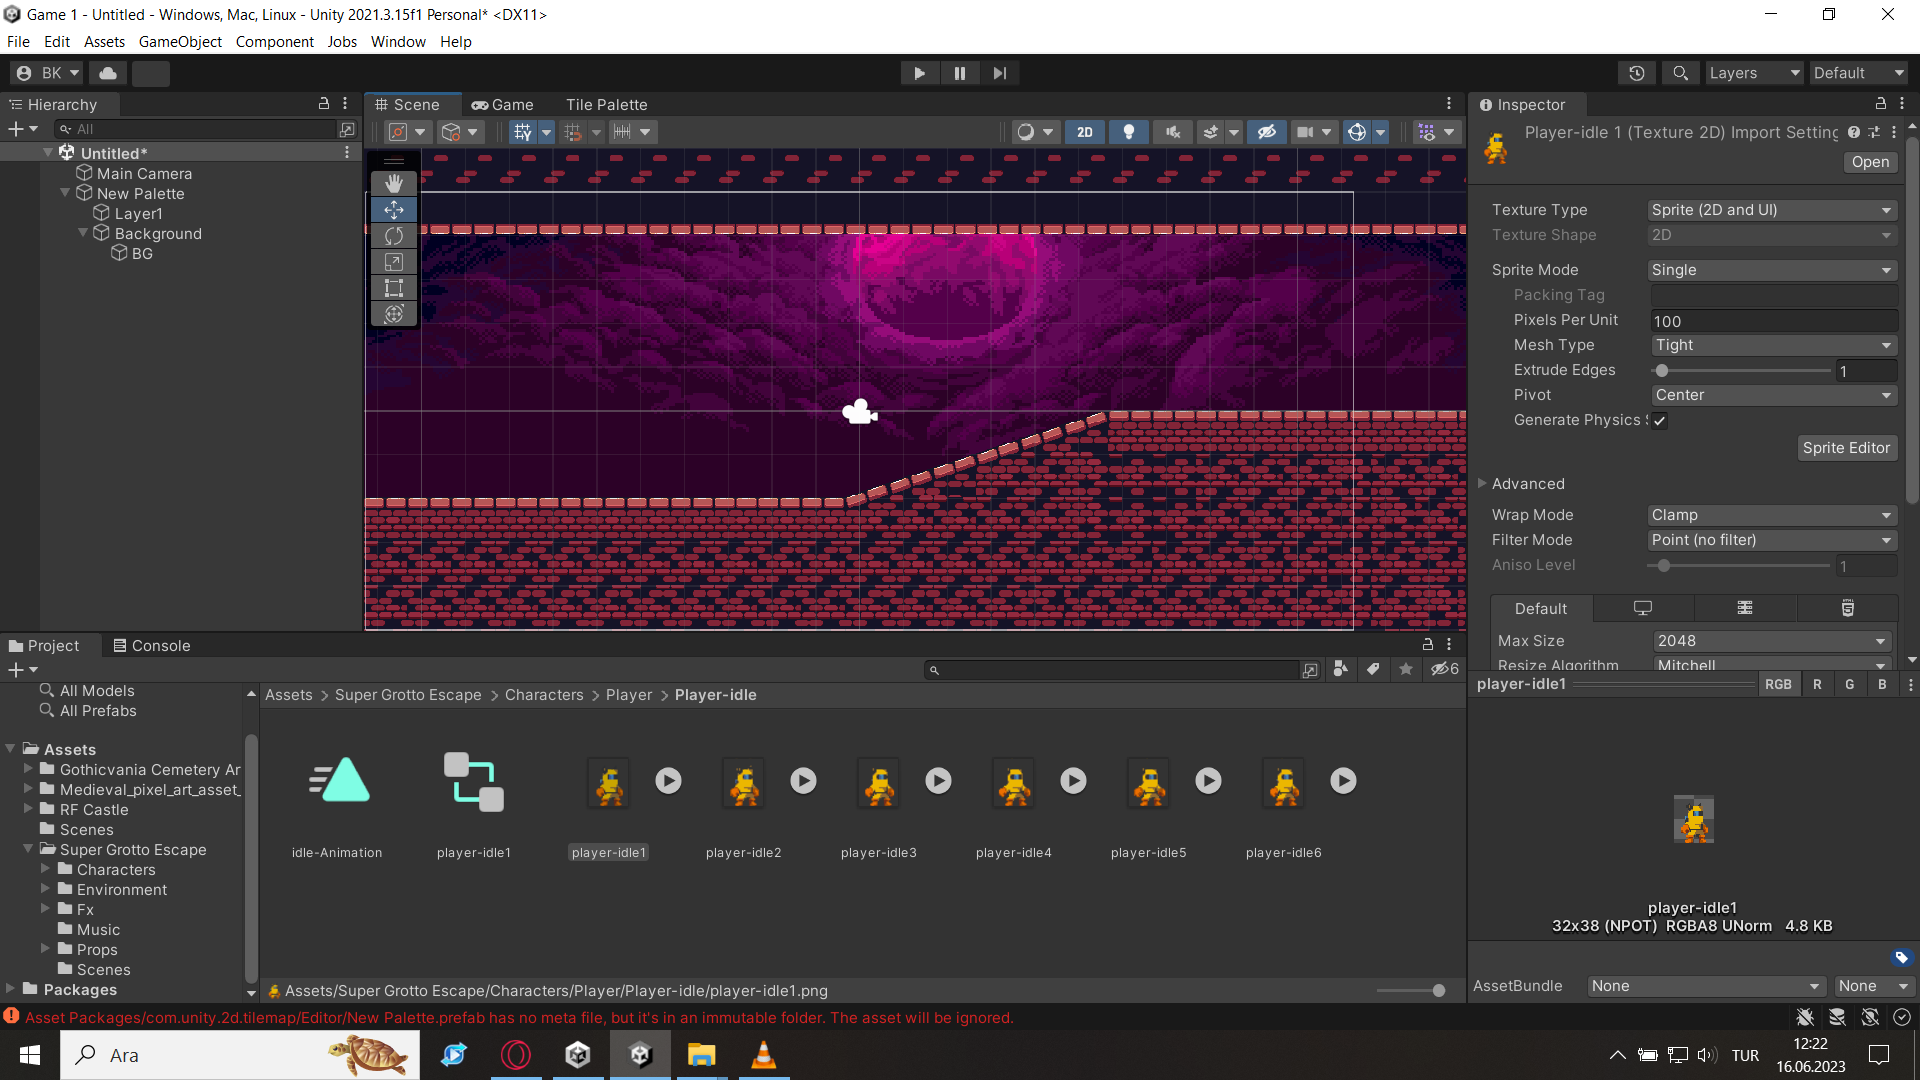 Game 1 - Untitled - Windows, Mac, Linux - Unity 2021.3.15f1 Personal* <DX11>
File Edit Assets GameObject Component Jobs Window Help
BK
Layers
Default
Hierarchy
All
Untitled*
Main Camera
New Palette
Layer1
Background
BG
Scene Game Tile Palette
2D
Inspector
Player-idle 1 (Texture 2D) Import Setting
Open
Texture Type Sprite (2D and UI)
Texture Shape 2D
Sprite Mode Single
Packing Tag
Pixels Per Unit 100
Mesh Type Tight
Extrude Edges 1
Pivot Center
Generate Physics S
Sprite Editor
Advanced
Wrap Mode Clamp
Filter Mode Point (no filter)
Aniso Level 1
Default
Max Size 2048
Resize Algorithm Mitchell
player-idle1 RGB R G B
player-idle1
32x38 (NPOT) RGBA8 UNorm 4.8 KB
AssetBundle None None
Project Console
6
All Models
All Prefabs
Assets
Gothicvania Cemetery Ar
Medieval_pixel_art_asset_
RF Castle
Scenes
Super Grotto Escape
Characters
Environment
Fx
Music
Props
Scenes
Packages
Assets > Super Grotto Escape > Characters > Player > Player-idle
idle-Animation player-idle1 player-idle1 player-idle2 player-idle3 player-idle4 player-idle5 player-idle6
Assets/Super Grotto Escape/Characters/Player/Player-idle/player-idle1.png
Asset Packages/com.unity.2d.tilemap/Editor/New Palette.prefab has no meta file, but it's in an immutable folder. The asset will be ignored.
Ara
TUR
12:22
16.06.2023